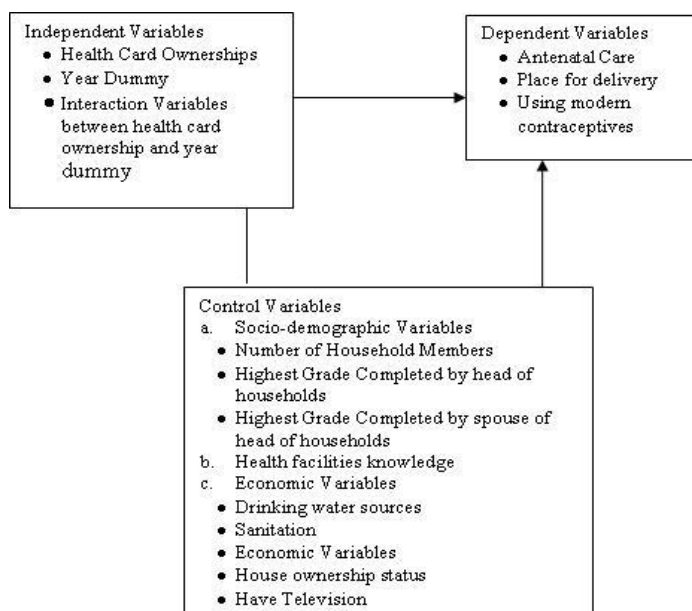 Independent Variables
● Health Card Ownerships
● Year Dummy
● Interaction Variables
between health card
ownership and year
dummy
Dependent Variables
● Antenatal Care
● Place for delivery
● Using modern
contraceptives
Control Variables
a. Socio-demographic Variables
● Number of Household Members
● Highest Grade Completed by head of
households
● Highest Grade Completed by spouse of
head of households
b. Health facilities knowledge
c. Economic Variables
● Drinking water sources
● Sanitation
● Economic Variables
● House ownership status
● Have Television